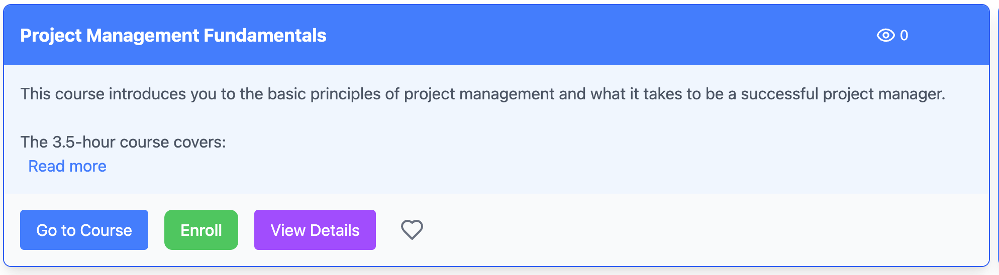 Project Management Fundamentals
0
This course introduces you to the basic principles of project management and what it takes to be a successful project manager.
The 3.5-hour course covers:
Read more
Go to Course
Enroll
View Details